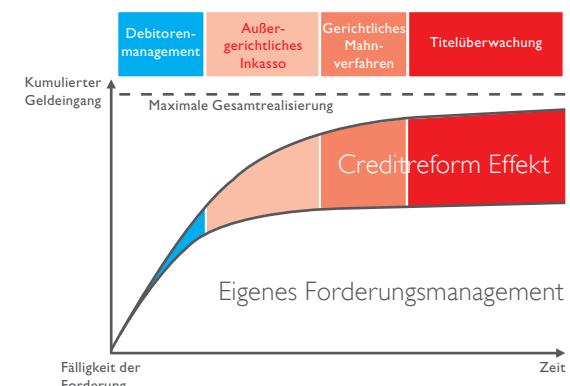 Debitoren-
management
Außer-
gerichtliches
Inkasso
Gerichtliches
Mahn-
verfahren
Titelüberwachung
Kumulierter
Geldeingang
Maximale Gesamtrealisierung
Creditreform Effekt
Eigenes Forderungsmanagement
Fälligkeit der
Forderung
Zeit